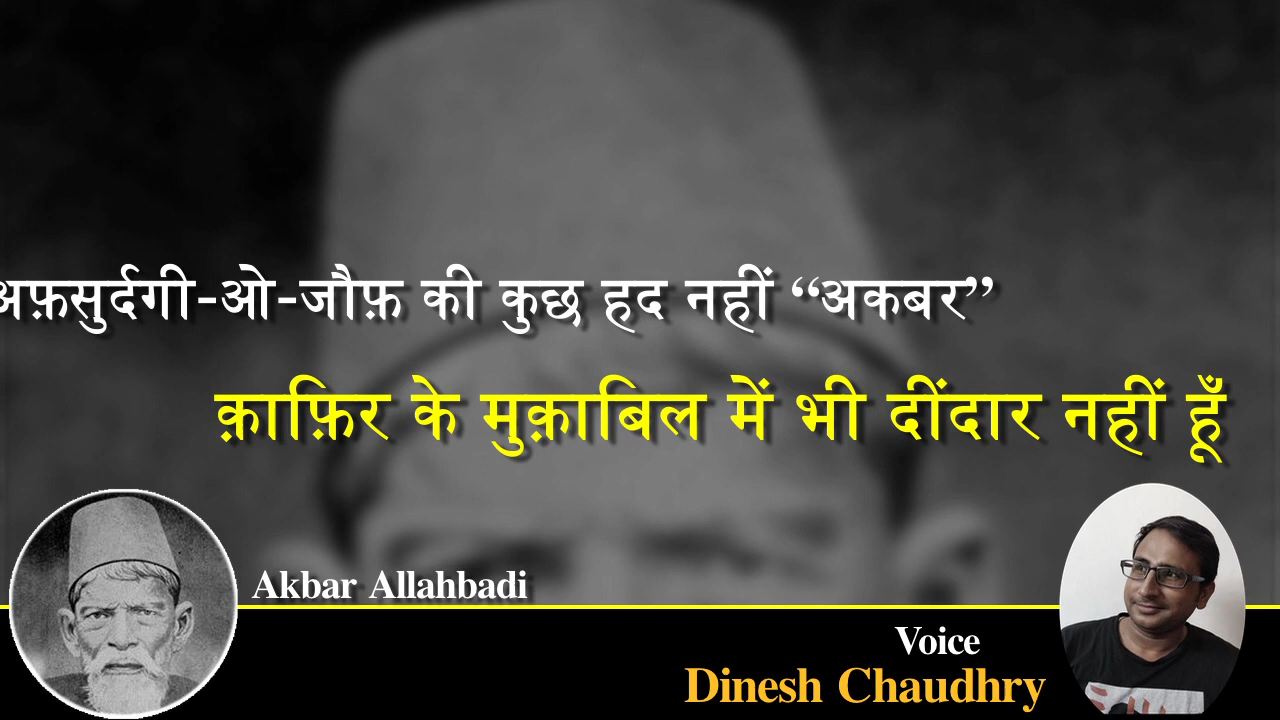 अफ़सुर्दगी-ओ-जौफ़ की कुछ हद नहीं “अकबर”
क़ाफ़िर के मुक़ाबिल में भी दींदार नहीं हूँ
Akbar Allahbadi
Voice
Dinesh Chaudhry